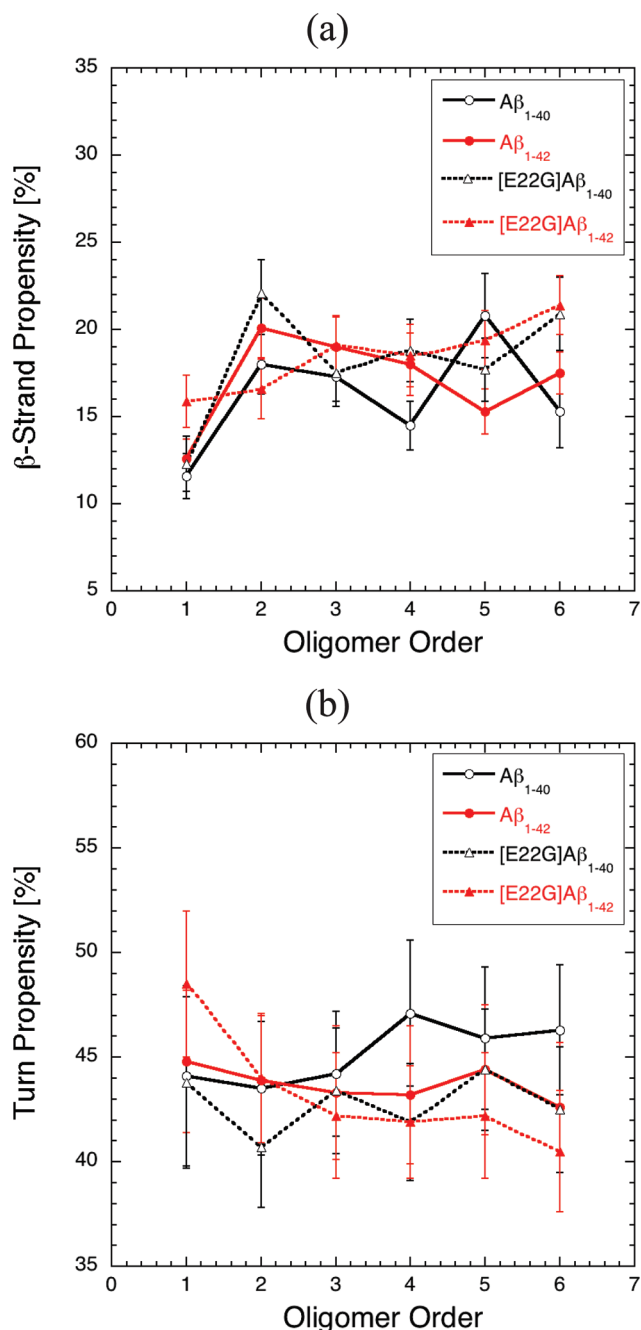 (a)
β-Strand Propensity [%]
35
30
25
20
15
10
5
Aβ1-40
Aβ1-42
[E22G]Aβ1-40
[E22G]Aβ1-42
0 1 2 3 4 5 6 7
Oligomer Order
(b)
Turn Propensity [%]
60
55
50
45
40
35
Aβ1-40
Aβ1-42
[E22G]Aβ1-40
[E22G]Aβ1-42
0 1 2 3 4 5 6 7
Oligomer Order